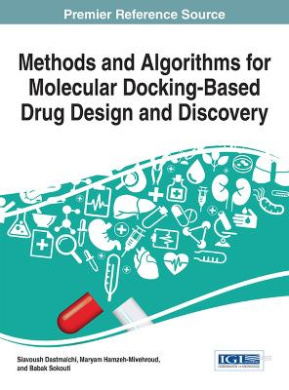 Premier Reference Source
Methods and Algorithms for
Molecular Docking-Based
Drug Design and Discovery
Siavoush Dastmalchi, Maryam Hamzeh-Mivehroud,
and Babak Sokouti
IGI